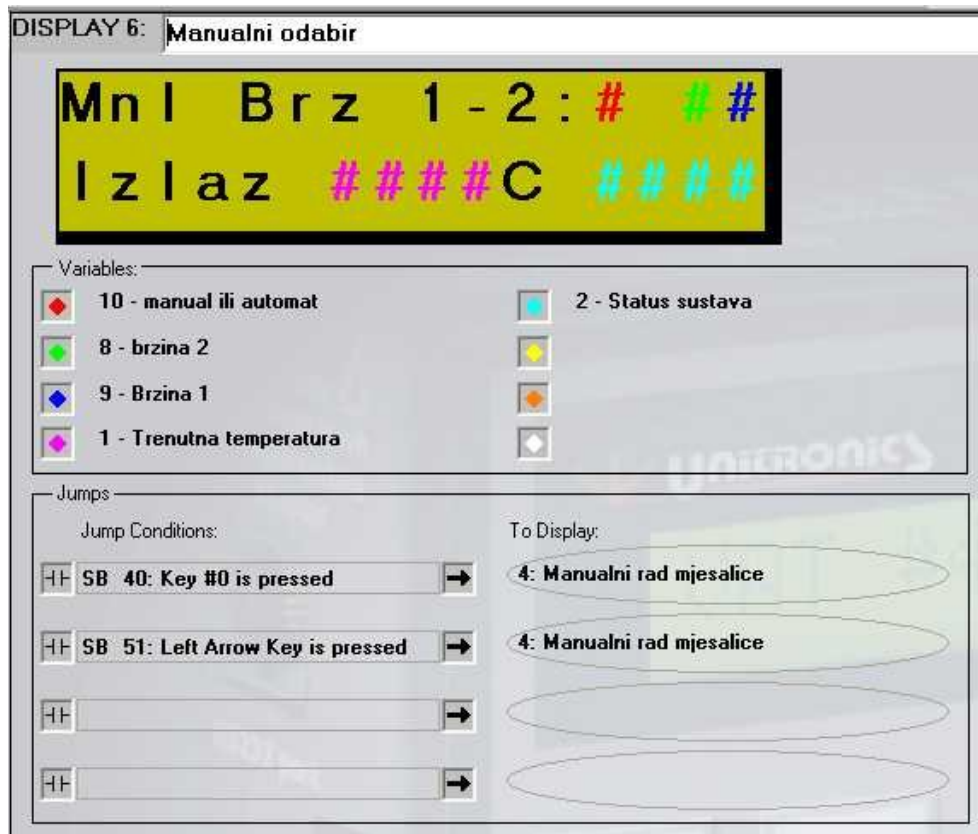 DISPLAY 6: Manualni odabir
Mnl Brz 1-2:# ##
Izlaz ####C ####
Variables:
10 - manual ili automat
2 - Status sustava
8 - brzina 2
9 - Brzina 1
1 - Trenutna temperatura
UNITRONICS
Jumps
Jump Conditions:
To Display:
SB 40: Key #0 is pressed
4: Manualni rad mjesalice
SB 51: Left Arrow Key is pressed
4: Manualni rad mjesalice